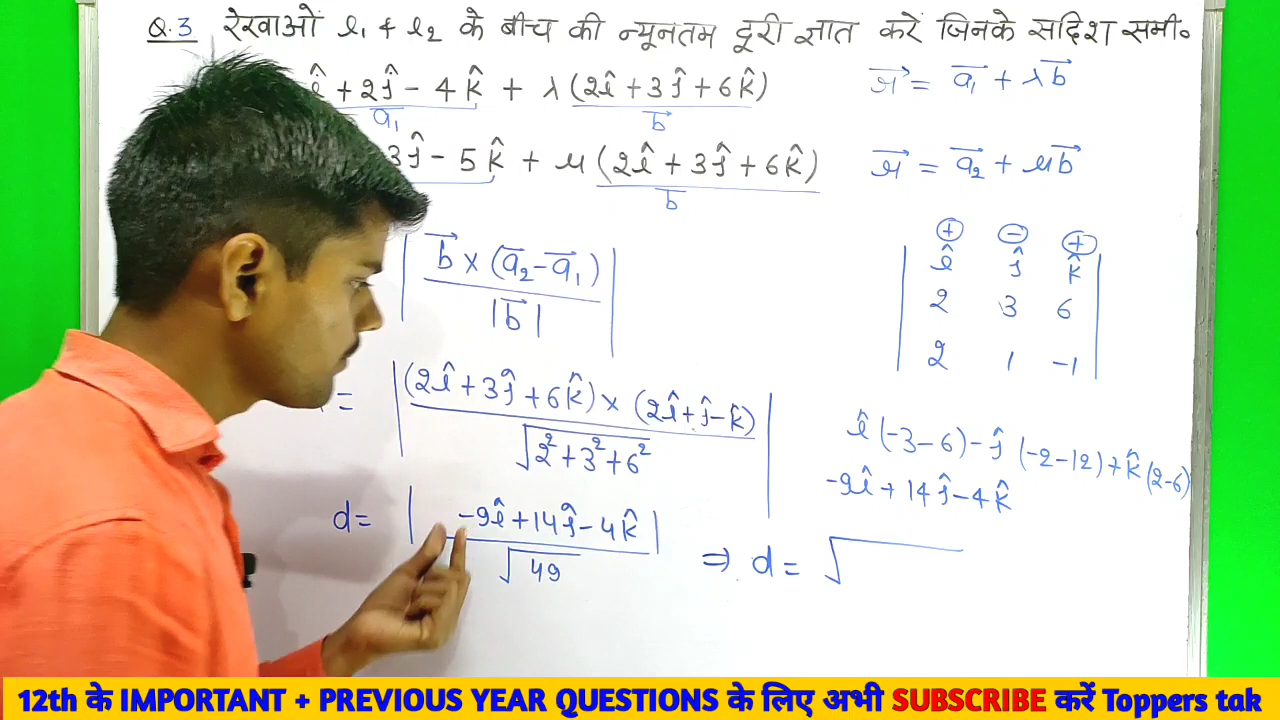 Q.3 रेखाओं l₁ & l₂ के बीच की न्यूनतम दूरी ज्ञात करें जिनके सदिश समी०
î + 2ĵ - 4k̂ + λ (2î + 3ĵ + 6k̂) r⃗ = a⃗₁ + λb⃗
a⃗₁ b⃗
3ĵ - 5k̂ + μ (2î + 3ĵ + 6k̂) r⃗ = a⃗₂ + μb⃗
b⃗
| b⃗ × (a⃗₂ - a⃗₁) |
|b⃗|
⊕ ⊖ ⊕
| î ĵ k̂ |
2 3 6
2 1 -1
= | (2î + 3ĵ + 6k̂) × (2î + ĵ - k̂) |
√2² + 3² + 6²
î (-3 - 6) - ĵ (-2 - 12) + k̂ (2 - 6)
-9î + 14ĵ - 4k̂
d = | -9î + 14ĵ - 4k̂ |
√49
⇒ d = √
12th के IMPORTANT + PREVIOUS YEAR QUESTIONS के लिए अभी SUBSCRIBE करें Toppers tak